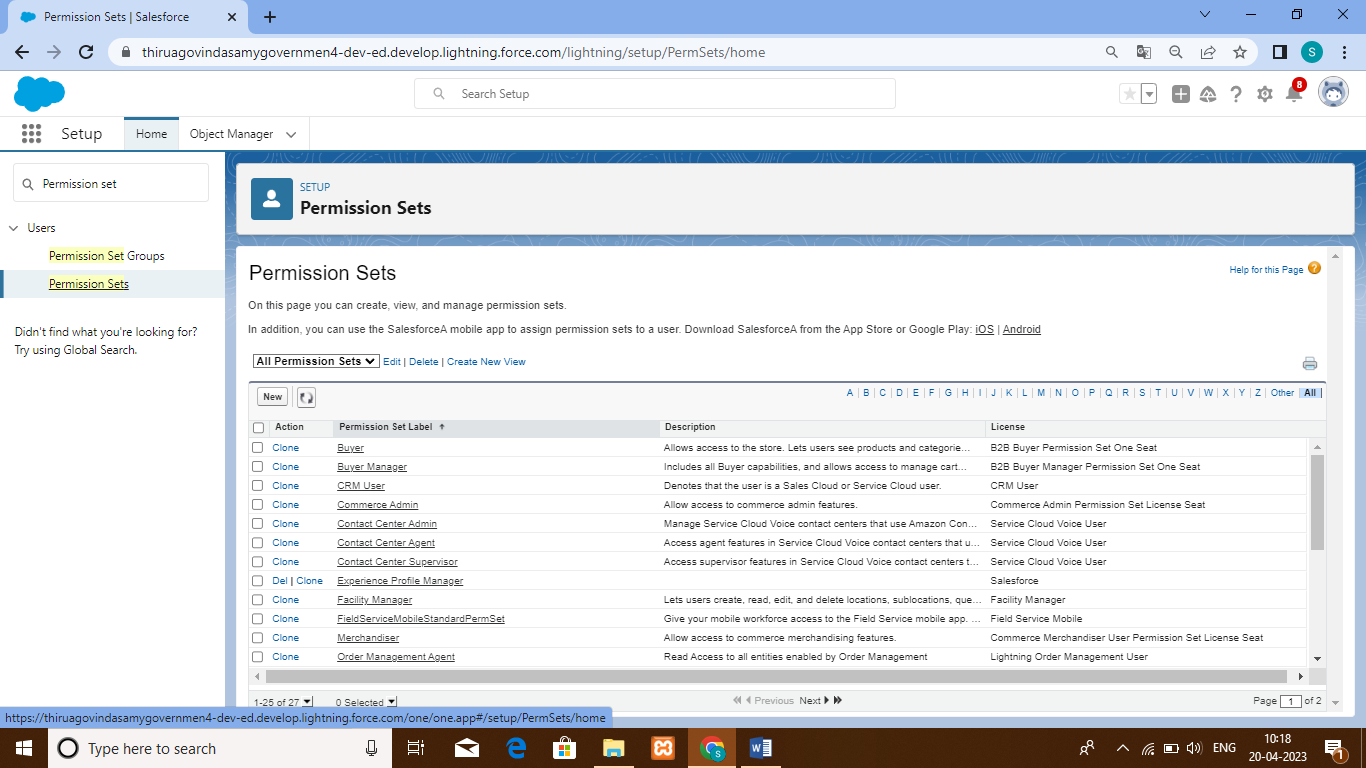 Permission Sets | Salesforce
thiruagovindasamygovernmen4-dev-ed.develop.lightning.force.com/lightning/setup/PermSets/home
S
Search Setup
8
Setup
Home
Object Manager
Permission set
Users
Permission Set Groups
Permission Sets
Didn't find what you're looking for?
Try using Global Search.
SETUP
Permission Sets
Permission Sets
Help for this Page ?
On this page you can create, view, and manage permission sets.
In addition, you can use the SalesforceA mobile app to assign permission sets to a user. Download SalesforceA from the App Store or Google Play: iOS | Android
All Permission Sets Edit | Delete | Create New View
New
A | B | C | D | E | F | G | H | I | J | K | L | M | N | O | P | Q | R | S | T | U | V | W | X | Y | Z | Other | All
Action Permission Set Label Description License
Clone Buyer Allows access to the store. Lets users see products and categorie... B2B Buyer Permission Set One Seat
Clone Buyer Manager Includes all Buyer capabilities, and allows access to manage cart... B2B Buyer Manager Permission Set One Seat
Clone CRM User Denotes that the user is a Sales Cloud or Service Cloud user. CRM User
Clone Commerce Admin Allow access to commerce admin features. Commerce Admin Permission Set License Seat
Clone Contact Center Admin Manage Service Cloud Voice contact centers that use Amazon Con... Service Cloud Voice User
Clone Contact Center Agent Access agent features in Service Cloud Voice contact centers that u... Service Cloud Voice User
Clone Contact Center Supervisor Access supervisor features in Service Cloud Voice contact centers t... Service Cloud Voice User
Del | Clone Experience Profile Manager Salesforce
Clone Facility Manager Lets users create, read, edit, and delete locations, sublocations, que... Facility Manager
Clone FieldServiceMobileStandardPermSet Give your mobile workforce access to the Field Service mobile app. ... Field Service Mobile
Clone Merchandiser Allow access to commerce merchandising features. Commerce Merchandiser User Permission Set License Seat
Clone Order Management Agent Read Access to all entities enabled by Order Management Lightning Order Management User
1-25 of 27 0 Selected Previous Next Page 1 of 2
https://thiruagovindasamygovernmen4-dev-ed.develop.lightning.force.com/one/one.app#/setup/PermSets/home
Type here to search
ENG
10:18
20-04-2023
1